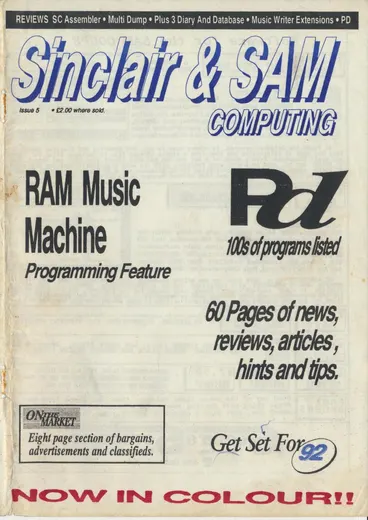 REVIEWS SC Assembler • Multi Dump • Plus 3 Diary And Database • Music Writer Extensions • PD
Sinclair & SAM
COMPUTING
Issue 5 • £2.00 where sold.
RAM Music
Machine
Programming Feature
Pd
100s of programs listed
60 Pages of news,
reviews, articles ,
hints and tips.
ON THE
MARKET
Eight page section of bargains,
advertisements and classifieds.
Get Set For
92
NOW IN COLOUR!!